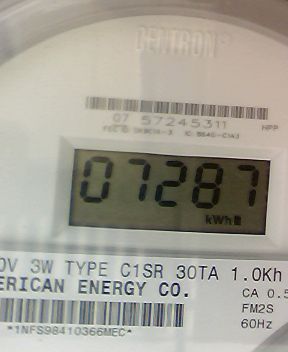 CENTRON
07 57245311
HPP
07287
kWh
0V 3W TYPE C1SR 30TA 1.0Kh
ERICAN ENERGY CO.
CA 0.5
FM2S
60Hz
*1NFS98410366MEC*